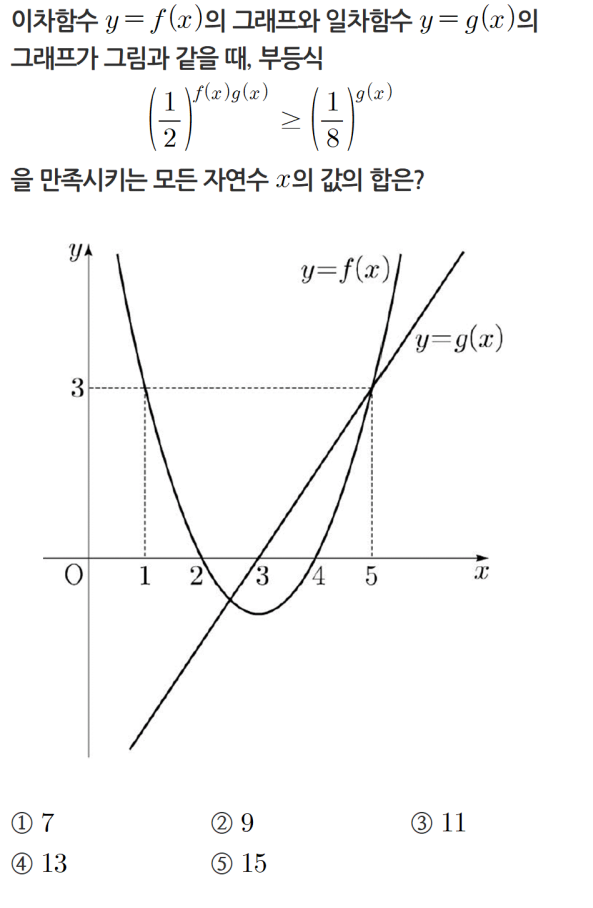 이차함수 y=f(x)의 그래프와 일차함수 y=g(x)의
그래프가 그림과 같을 때, 부등식
(1/2)^{f(x)g(x)} ≥ (1/8)^{g(x)}
을 만족시키는 모든 자연수 x의 값의 합은?
y
y=f(x)
y=g(x)
3
O 1 2 3 4 5 x
① 7 ② 9 ③ 11
④ 13 ⑤ 15